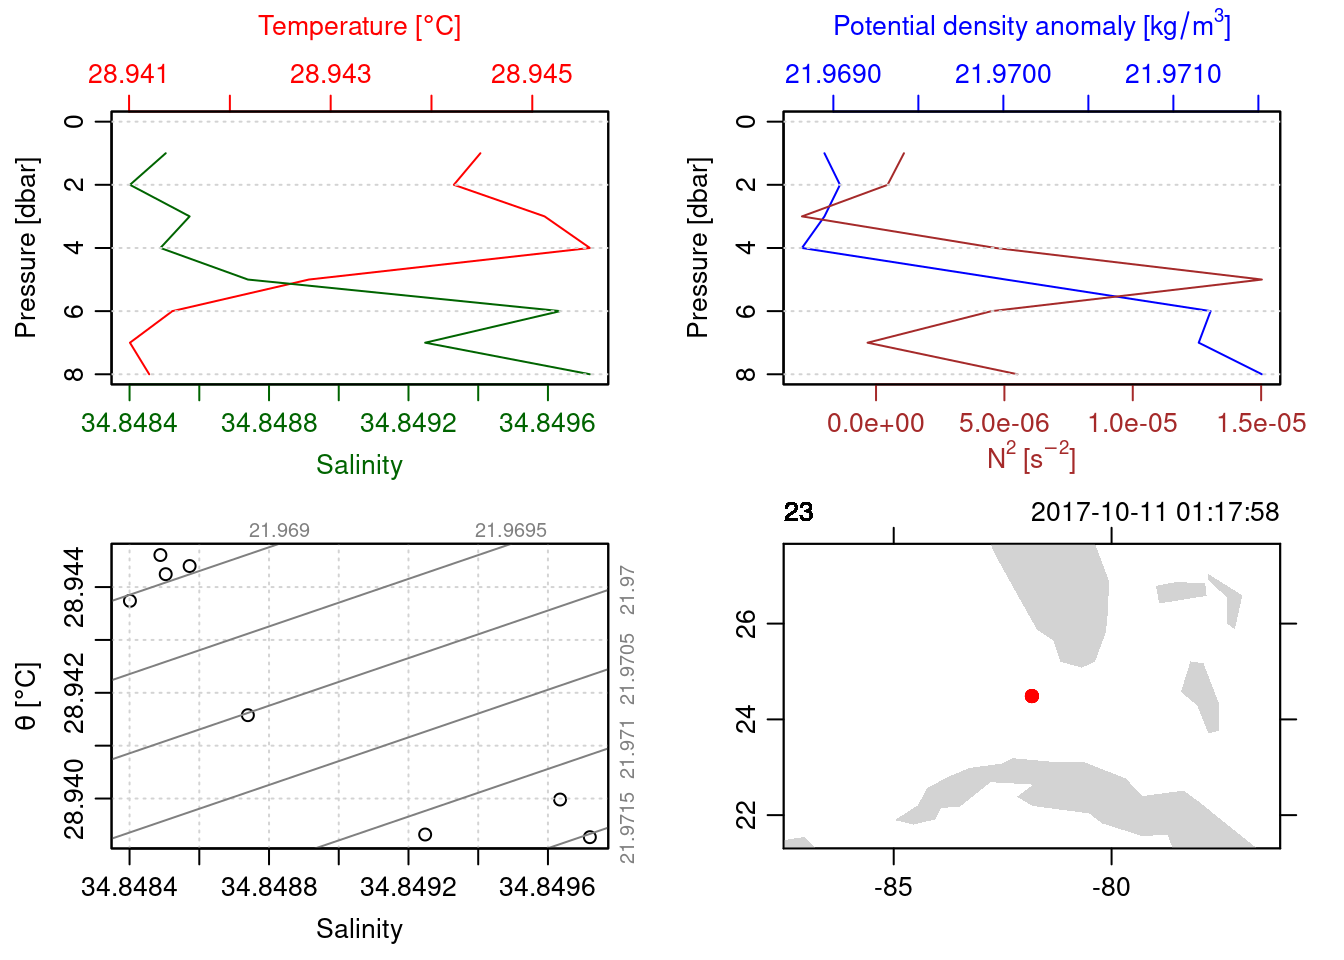 Temperature [°C]
28.941 28.943 28.945
Pressure [dbar]
0
2
4
6
8
34.8484 34.8488 34.8492 34.8496
Salinity
Potential density anomaly [kg/m³]
21.9690 21.9700 21.9710
Pressure [dbar]
0
2
4
6
8
0.0e+00 5.0e-06 1.0e-05 1.5e-05
N² [s⁻²]
21.969 21.9695
θ [°C]
28.944
28.942
28.940
21.97
21.9705
21.971
21.9715
34.8484 34.8488 34.8492 34.8496
Salinity
23 2017-10-11 01:17:58
26
24
22
-85 -80